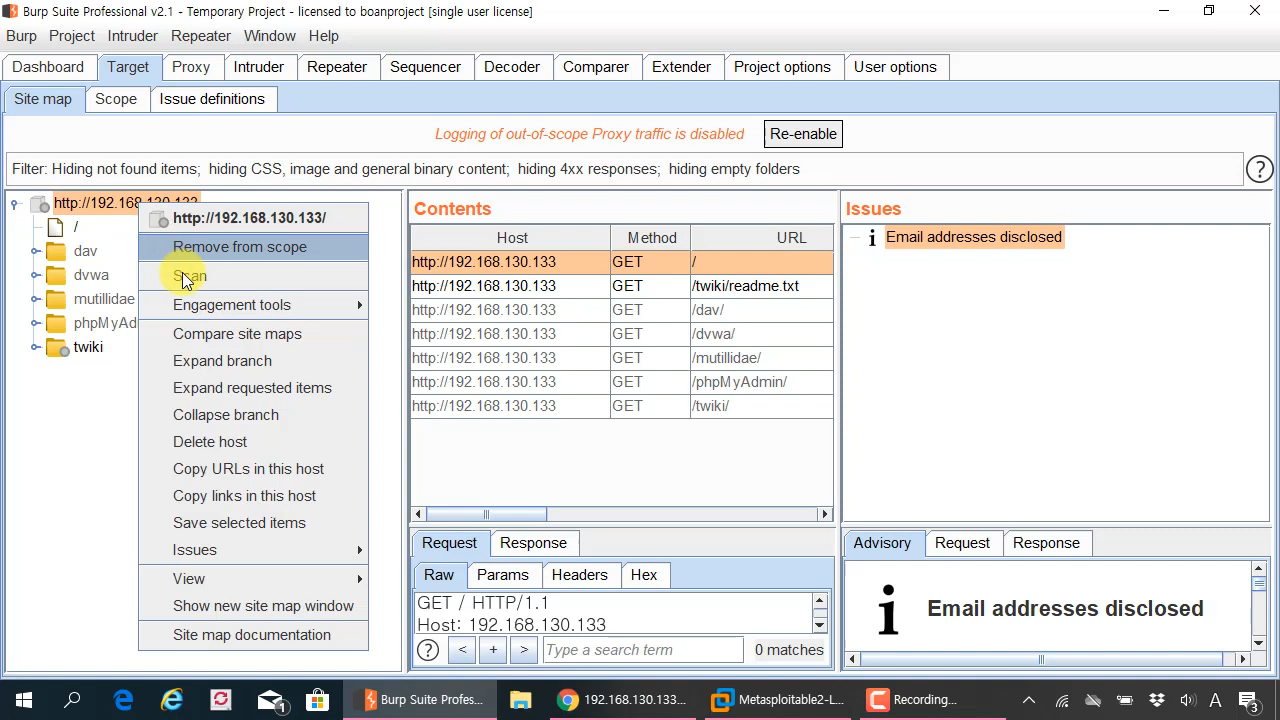 Burp Suite Professional v2.1 - Temporary Project - licensed to boanproject [single user license]
Burp Project Intruder Repeater Window Help
Dashboard Target Proxy Intruder Repeater Sequencer Decoder Comparer Extender Project options User options
Site map Scope Issue definitions
Logging of out-of-scope Proxy traffic is disabled Re-enable
Filter: Hiding not found items; hiding CSS, image and general binary content; hiding 4xx responses; hiding empty folders ?
http://192.168.130.133
/
dav
dvwa
mutillidae
phpMyAd
twiki
http://192.168.130.133/
Remove from scope
Scan
Engagement tools
Compare site maps
Expand branch
Expand requested items
Collapse branch
Delete host
Copy URLs in this host
Copy links in this host
Save selected items
Issues
View
Show new site map window
Site map documentation
Contents
Host Method URL
http://192.168.130.133 GET /
http://192.168.130.133 GET /twiki/readme.txt
http://192.168.130.133 GET /dav/
http://192.168.130.133 GET /dvwa/
http://192.168.130.133 GET /mutillidae/
http://192.168.130.133 GET /phpMyAdmin/
http://192.168.130.133 GET /twiki/
Request Response
Raw Params Headers Hex
GET / HTTP/1.1
Host: 192.168.130.133
? < + > Type a search term 0 matches
Issues
i Email addresses disclosed
Advisory Request Response
i Email addresses disclosed
1 Burp Suite Profes... 192.168.130.133... Metasploitable2-L... Recording... A 3